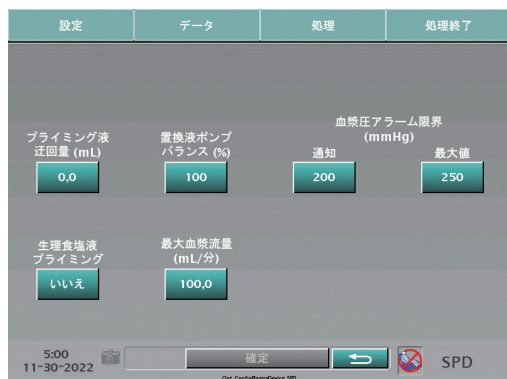 設定 データ 処理 処理終了
血漿圧アラーム限界
(mmHg)
プライミング液
迂回量 (mL)
置換液ポンプ
バランス (%)
通知 最大値
0,0 100 200 250
生理食塩液
プライミング
最大血漿流量
(mL/分)
いいえ 100,0
5:00
11-30-2022
確定
SPD